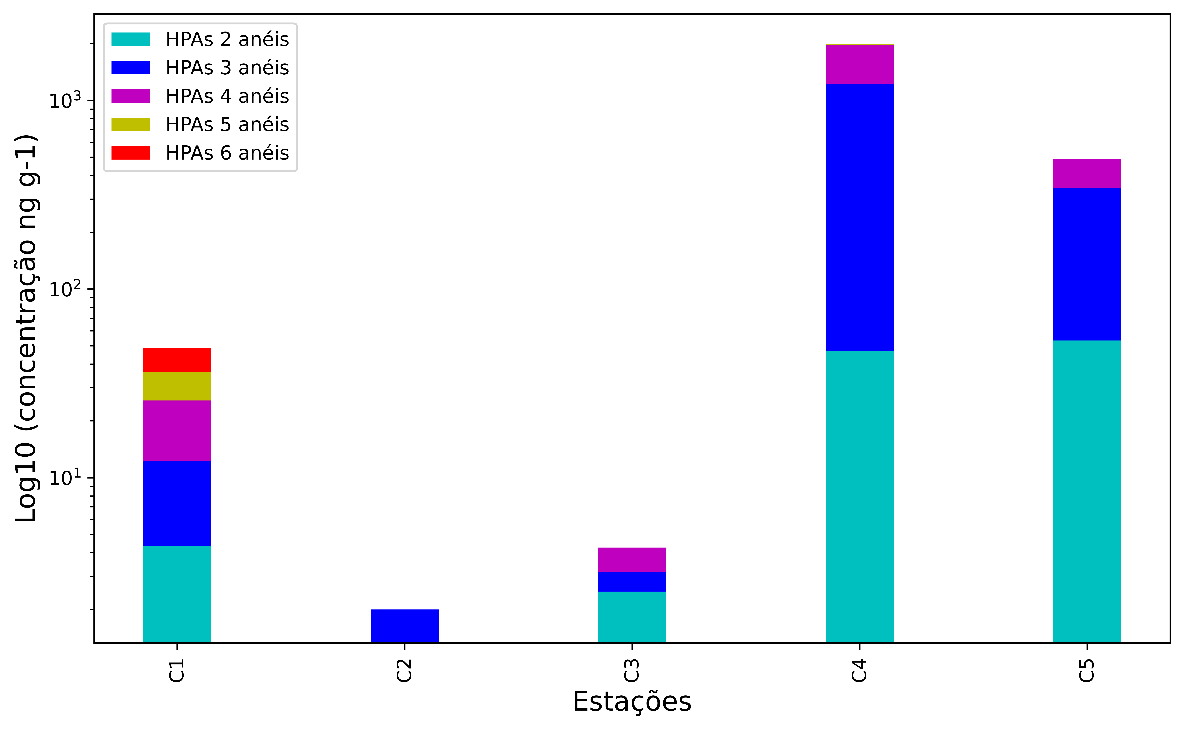 HPAs 2 anéis
HPAs 3 anéis
HPAs 4 anéis
HPAs 5 anéis
HPAs 6 anéis
Log10 (concentração ng g-1)
10³
10²
10¹
C1
C2
C3
C4
C5
Estações